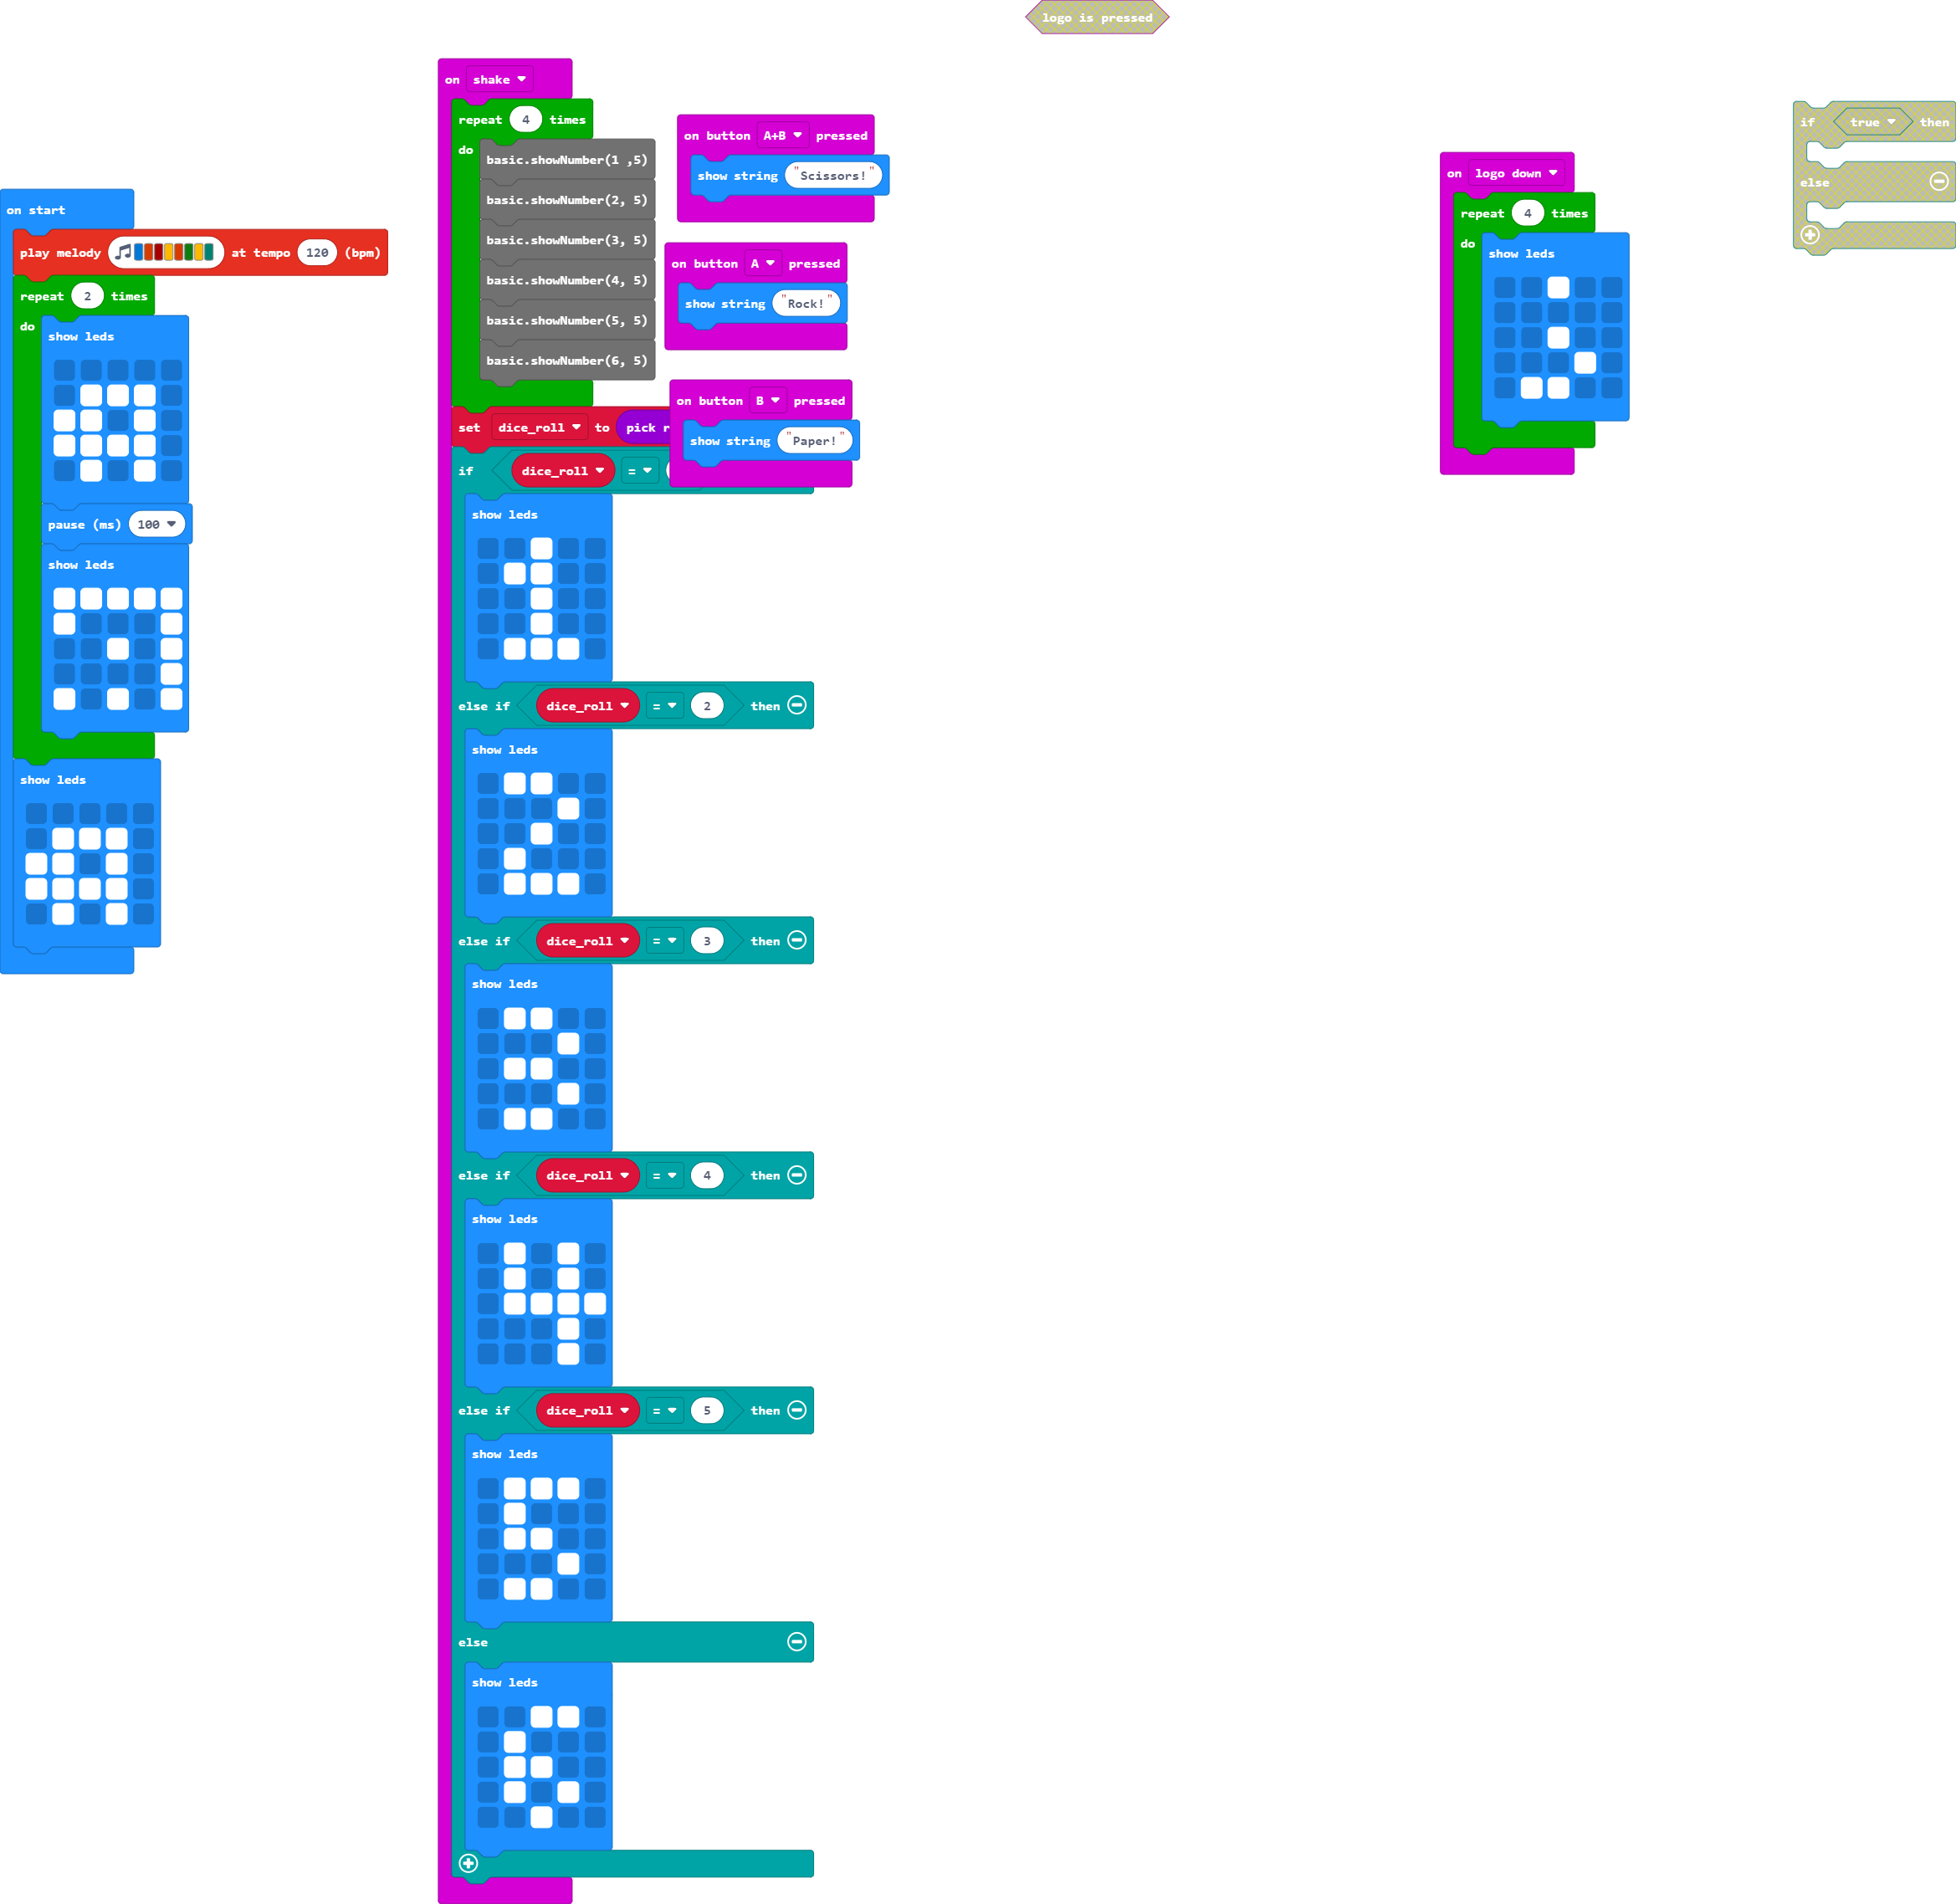 logo is pressed
on start
play melody at tempo 120 (bpm)
repeat 2 times
do
show leds
pause (ms) 100
show leds
show leds
on shake
repeat 4 times
do
basic.showNumber(1 ,5)
basic.showNumber(2, 5)
basic.showNumber(3, 5)
basic.showNumber(4, 5)
basic.showNumber(5, 5)
basic.showNumber(6, 5)
set dice_roll to pick
if dice_roll =
show leds
else if dice_roll = 2 then
show leds
else if dice_roll = 3 then
show leds
else if dice_roll = 4 then
show leds
else if dice_roll = 5 then
show leds
else
show leds
on button A+B pressed
show string "Scissors!"
on button A pressed
show string "Rock!"
on button B pressed
show string "Paper!"
on logo down
repeat 4 times
do
show leds
if true then
else